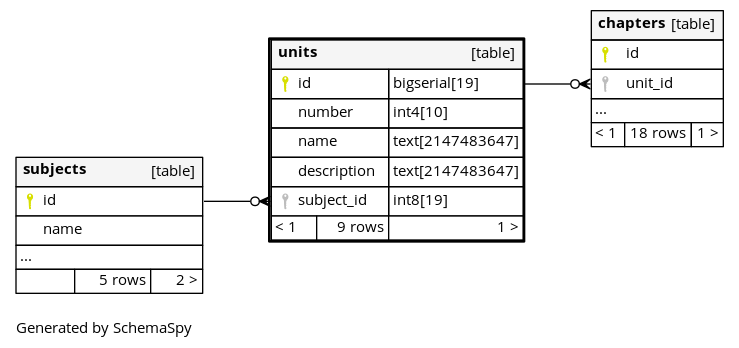 subjects [table]
id
name
...
5 rows 2 >
units [table]
id bigserial[19]
number int4[10]
name text[2147483647]
description text[2147483647]
subject_id int8[19]
< 1 9 rows 1 >
chapters [table]
id
unit_id
...
< 1 18 rows 1 >
Generated by SchemaSpy